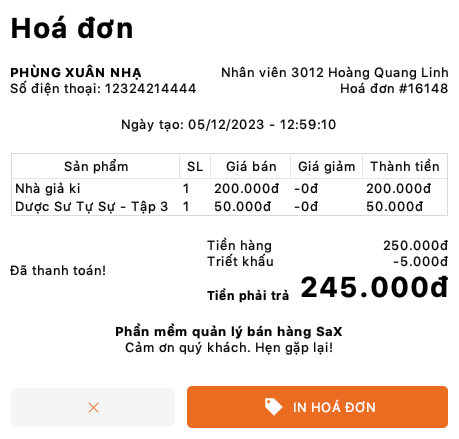 Hoá đơn
PHÙNG XUÂN NHẠ
Nhân viên 3012 Hoàng Quang Linh
Số điện thoại: 12324214444
Hoá đơn #16148
Ngày tạo: 05/12/2023 - 12:59:10
Sản phẩm SL Giá bán Giá giảm Thành tiền
Nhà giả ki 1 200.000đ -0đ 200.000đ
Dược Sư Tự Sự - Tập 3 1 50.000đ -0đ 50.000đ
Tiền hàng 250.000đ
Triết khấu -5.000đ
Đã thanh toán!
Tiền phải trả 245.000đ
Phần mềm quản lý bán hàng SaX
Cảm ơn quý khách. Hẹn gặp lại!
IN HOÁ ĐƠN